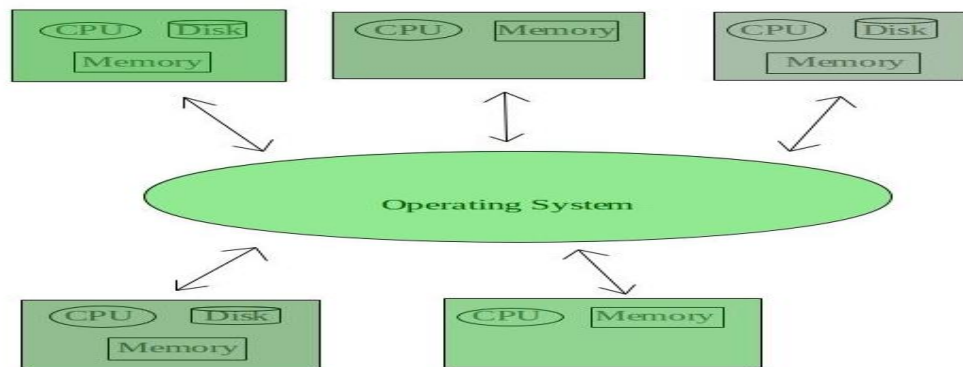 CPU Disk
Memory
CPU Memory
CPU Disk
Memory
Operating System
CPU Disk
Memory
CPU Memory